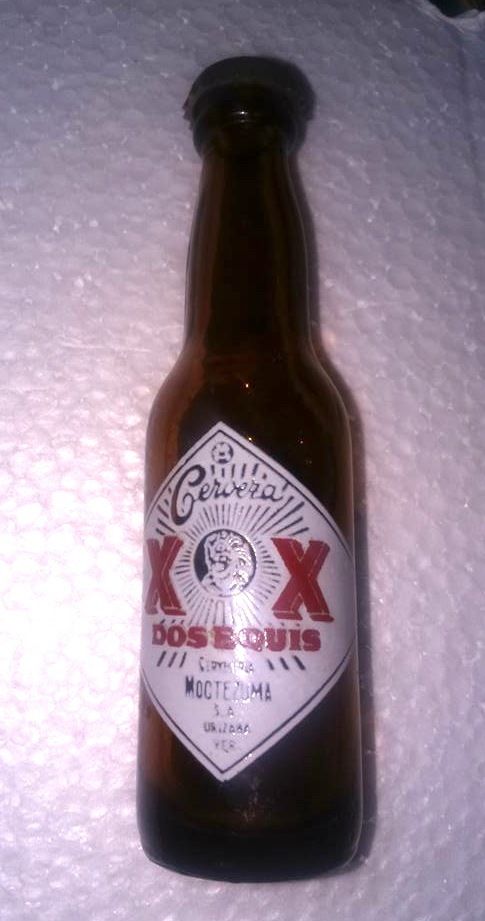 Cerveza
X X
DOS EQUIS
CERVECERIA
MOCTEZUMA
S.A.
ORIZABA
VER.